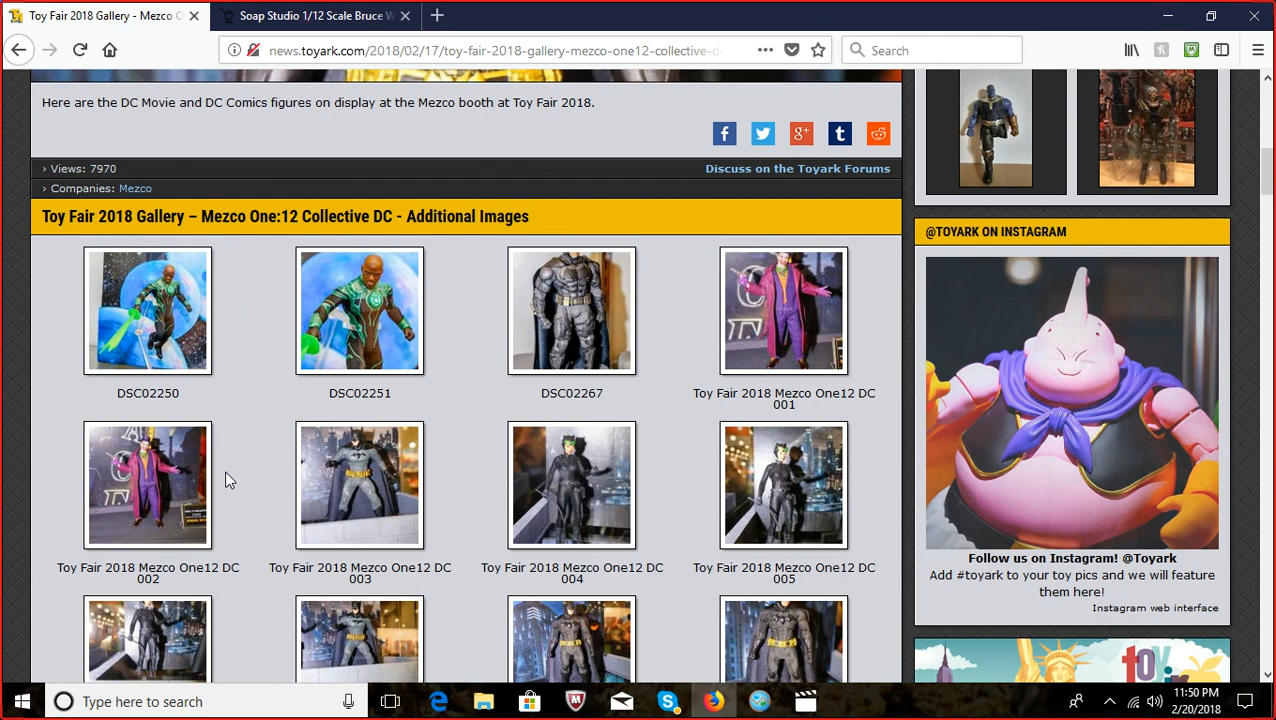 Toy Fair 2018 Gallery - Mezco O
Soap Studio 1/12 Scale Bruce W
news.toyark.com/2018/02/17/toy-fair-2018-gallery-mezco-one12-collective-d
Search
Here are the DC Movie and DC Comics figures on display at the Mezco booth at Toy Fair 2018.
› Views: 7970
Discuss on the Toyark Forums
› Companies: Mezco
Toy Fair 2018 Gallery – Mezco One:12 Collective DC - Additional Images
DSC02250
DSC02251
DSC02267
Toy Fair 2018 Mezco One12 DC
001
Toy Fair 2018 Mezco One12 DC
002
Toy Fair 2018 Mezco One12 DC
003
Toy Fair 2018 Mezco One12 DC
004
Toy Fair 2018 Mezco One12 DC
005
@TOYARK ON INSTAGRAM
Follow us on Instagram! @Toyark
Add #toyark to your toy pics and we will feature
them here!
Instagram web interface
toy
Type here to search
11:50 PM
2/20/2018